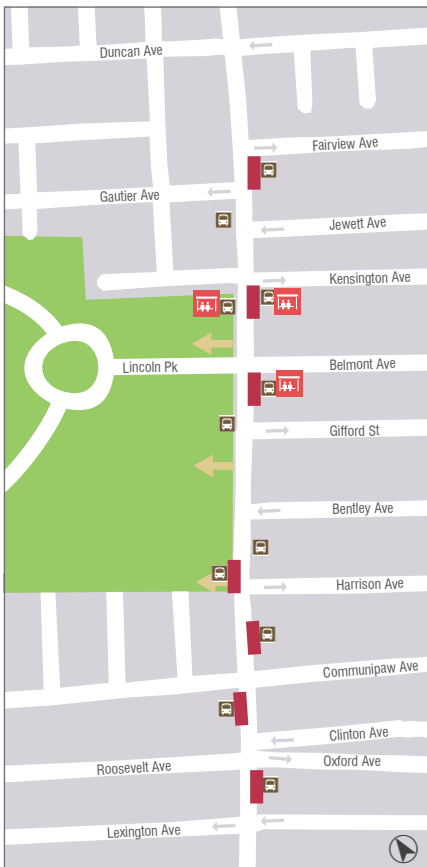 Duncan Ave
Fairview Ave
Gautier Ave
Jewett Ave
Kensington Ave
Lincoln Pk
Belmont Ave
Gifford St
Bentley Ave
Harrison Ave
Communipaw Ave
Clinton Ave
Roosevelt Ave
Oxford Ave
Lexington Ave